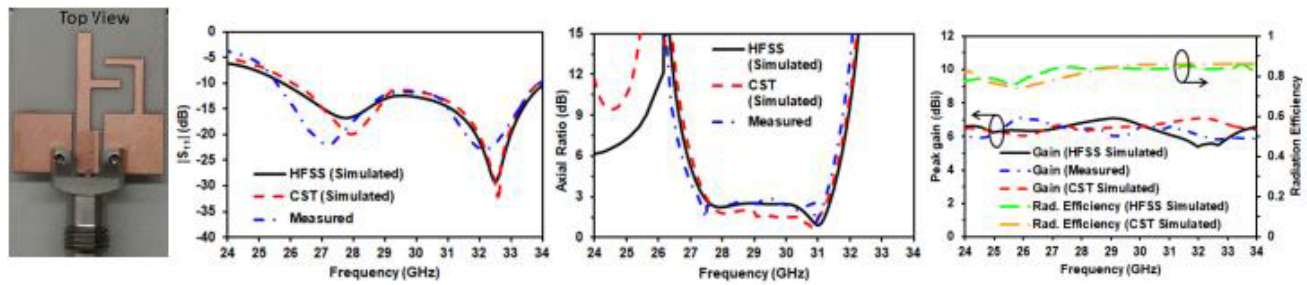 Top View
|S₁₁| (dB)
0
-5
-10
-15
-20
-25
-30
-35
-40
HFSS (Simulated)
CST (Simulated)
Measured
24 25 26 27 28 29 30 31 32 33 34
Frequency (GHz)
Axial Ratio (dB)
15
12
9
6
3
0
HFSS
(Simulated)
CST
(Simulated)
Measured
24 25 26 27 28 29 30 31 32 33 34
Frequency (GHz)
Peak gain (dBi)
12
10
8
6
4
2
0
Gain (HFSS Simulated)
Gain (Measured)
Gain (CST Simulated)
Rad. Efficiency (HFSS Simulated)
Rad. Efficiency (CST Simulated)
24 25 26 27 28 29 30 31 32 33 34
Frequency (GHz)
1
0.8
0.6
0.4
0.2
0
Radiation Efficiency